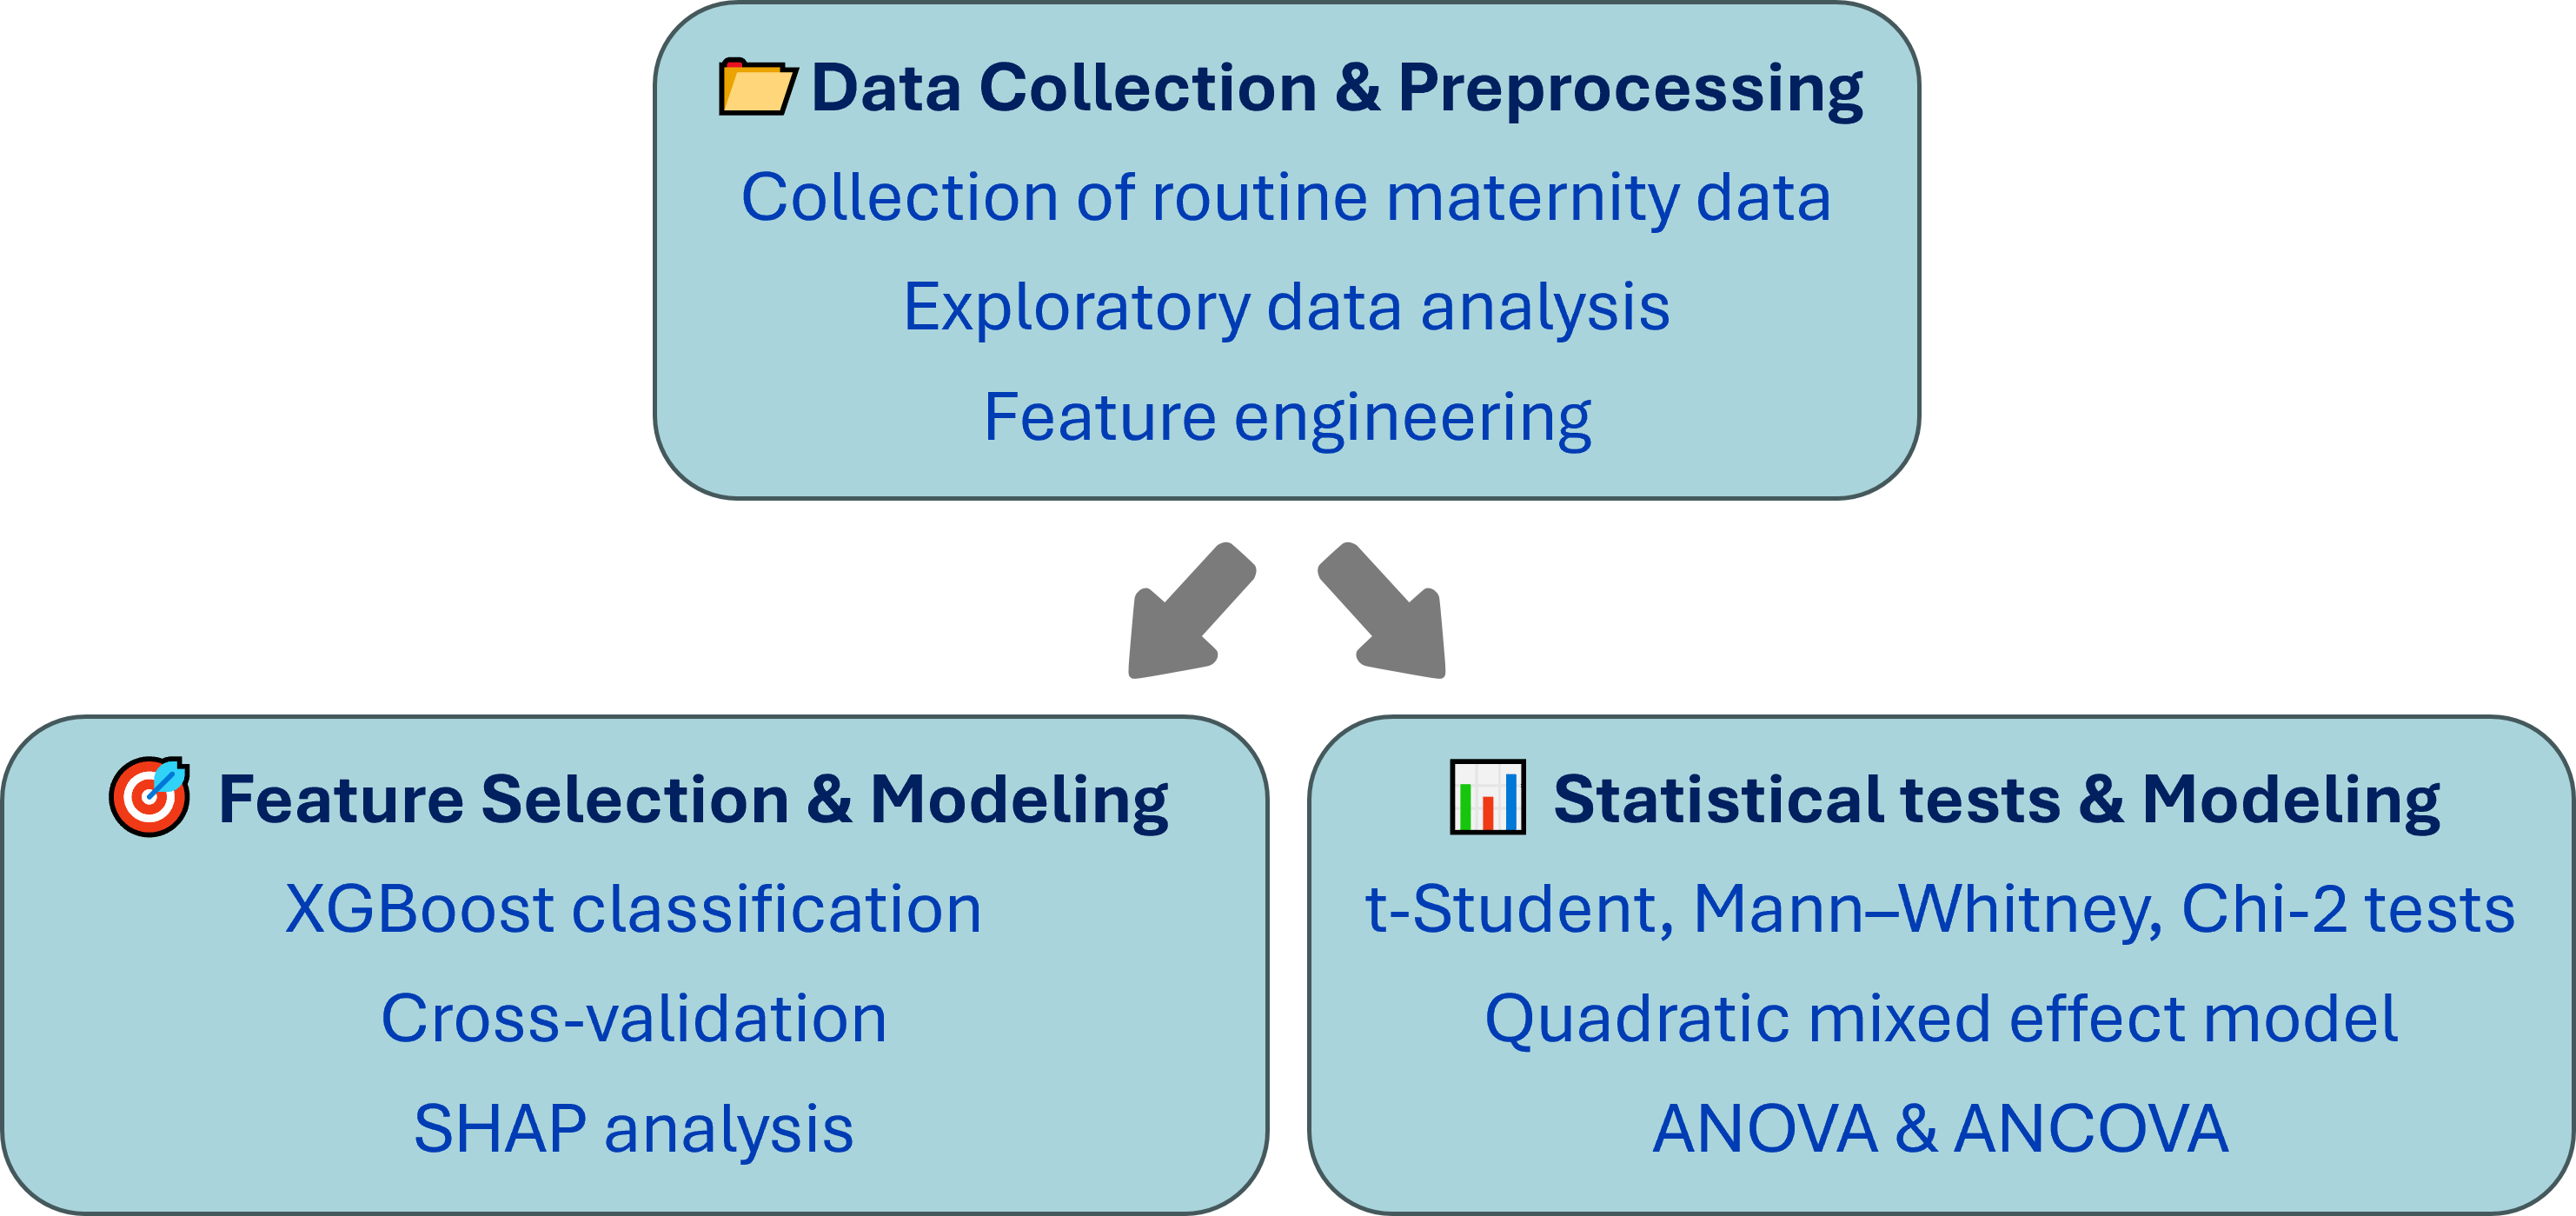 Data Collection & Preprocessing
Collection of routine maternity data
Exploratory data analysis
Feature engineering
Feature Selection & Modeling
XGBoost classification
Cross-validation
SHAP analysis
Statistical tests & Modeling
t-Student, Mann–Whitney, Chi-2 tests
Quadratic mixed effect model
ANOVA & ANCOVA